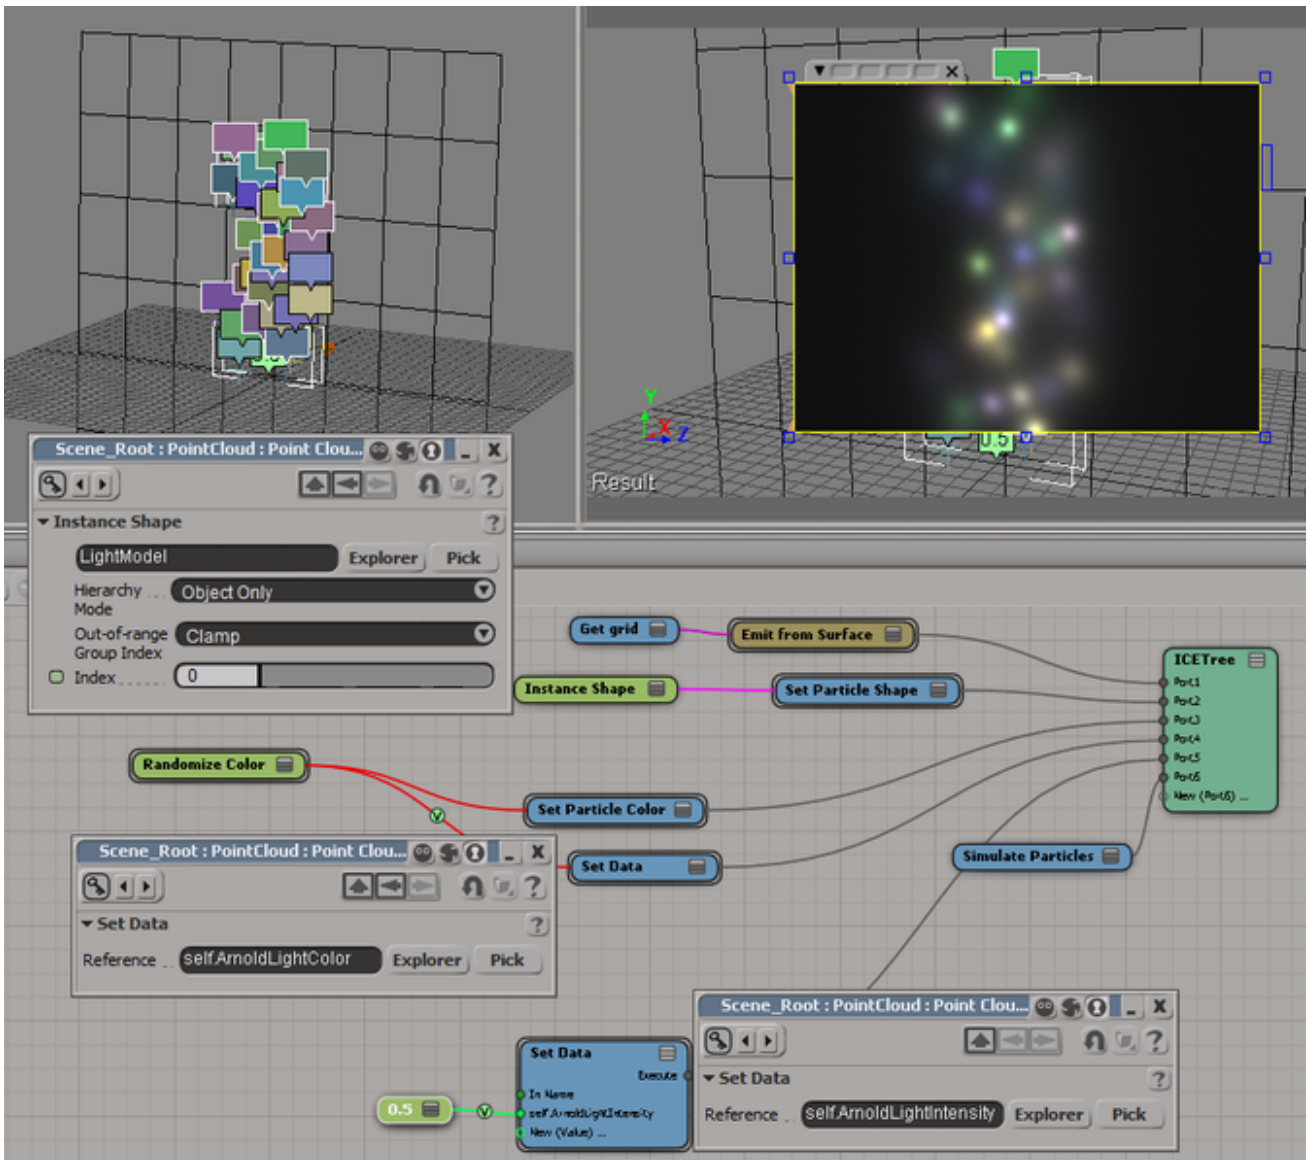 0.5
Y
X
Z
Result
Scene_Root : PointCloud : Point Clou...
Instance Shape
?
LightModel
Explorer
Pick
Hierarchy ....
Mode
Object Only
Out-of-range
Group Index
Clamp
Index ......
0
Get grid
Emit from Surface
Instance Shape
Set Particle Shape
ICETree
Port1
Port2
Port3
Port4
Port5
Port6
New (Port6) ...
Randomize Color
Set Particle Color
V
Set Data
Simulate Particles
Scene_Root : PointCloud : Point Clou...
Set Data
?
Reference ..
self.ArnoldLightColor
Explorer
Pick
0.5
V
Set Data
Execute
In Name
self.ArnoldLightIntensity
New (Value) ...
Scene_Root : PointCloud : Point Clou...
Set Data
?
Reference ..
self.ArnoldLightIntensity
Explorer
Pick